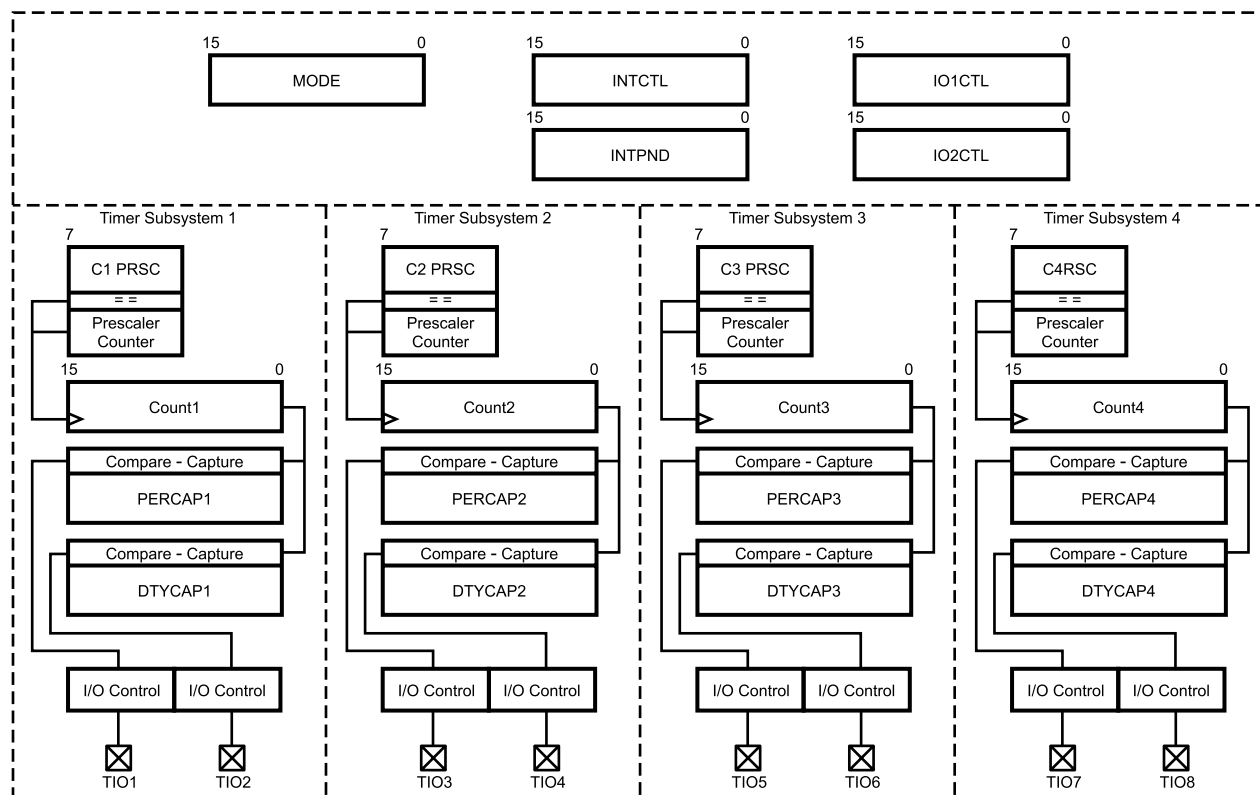 15 0 15 0 15 0
MODE INTCTL IO1CTL
15 0 15 0
INTPND IO2CTL
Timer Subsystem 1 Timer Subsystem 2 Timer Subsystem 3 Timer Subsystem 4
7 7 7 7
C1 PRSC C2 PRSC C3 PRSC C4RSC
= = = = = = = =
Prescaler Prescaler Prescaler Prescaler
Counter Counter Counter Counter
15 0 15 0 15 0 15 0
Count1 Count2 Count3 Count4
Compare - Capture Compare - Capture Compare - Capture Compare - Capture
PERCAP1 PERCAP2 PERCAP3 PERCAP4
Compare - Capture Compare - Capture Compare - Capture Compare - Capture
DTYCAP1 DTYCAP2 DTYCAP3 DTYCAP4
I/O Control I/O Control I/O Control I/O Control I/O Control I/O Control I/O Control I/O Control
TIO1 TIO2 TIO3 TIO4 TIO5 TIO6 TIO7 TIO8